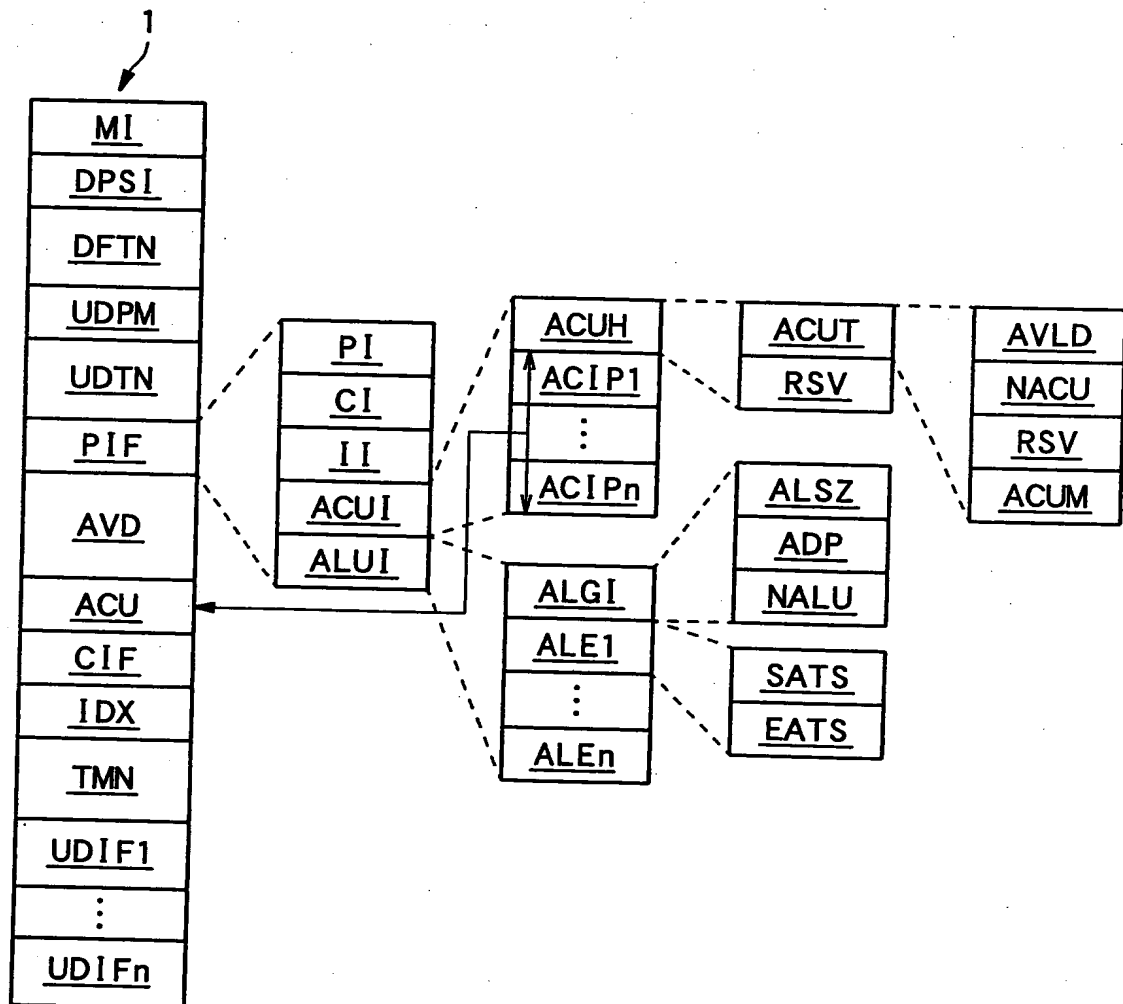 1
MI
DPSI
DFTN
UDPM
UDTN
PIF
AVD
ACU
CIF
IDX
TMN
UDIF1
⋮
UDIFn
PI
CI
II
ACUI
ALUI
ACUH
ACIP1
⋮
ACIPn
ALGI
ALE1
⋮
ALEn
ACUT
RSV
ALSZ
ADP
NALU
SATS
EATS
AVLD
NACU
RSV
ACUM